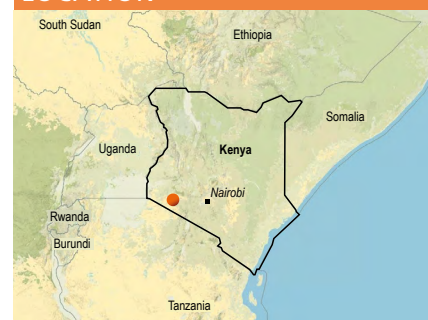 South Sudan
Ethiopia
Somalia
Uganda
Kenya
Nairobi
Rwanda
Burundi
Tanzania